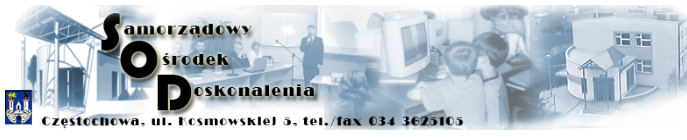 Samorządowy
Ośrodek
Doskonalenia
Częstochowa, ul. Kosmowskiej 5, tel./fax 034 3625105